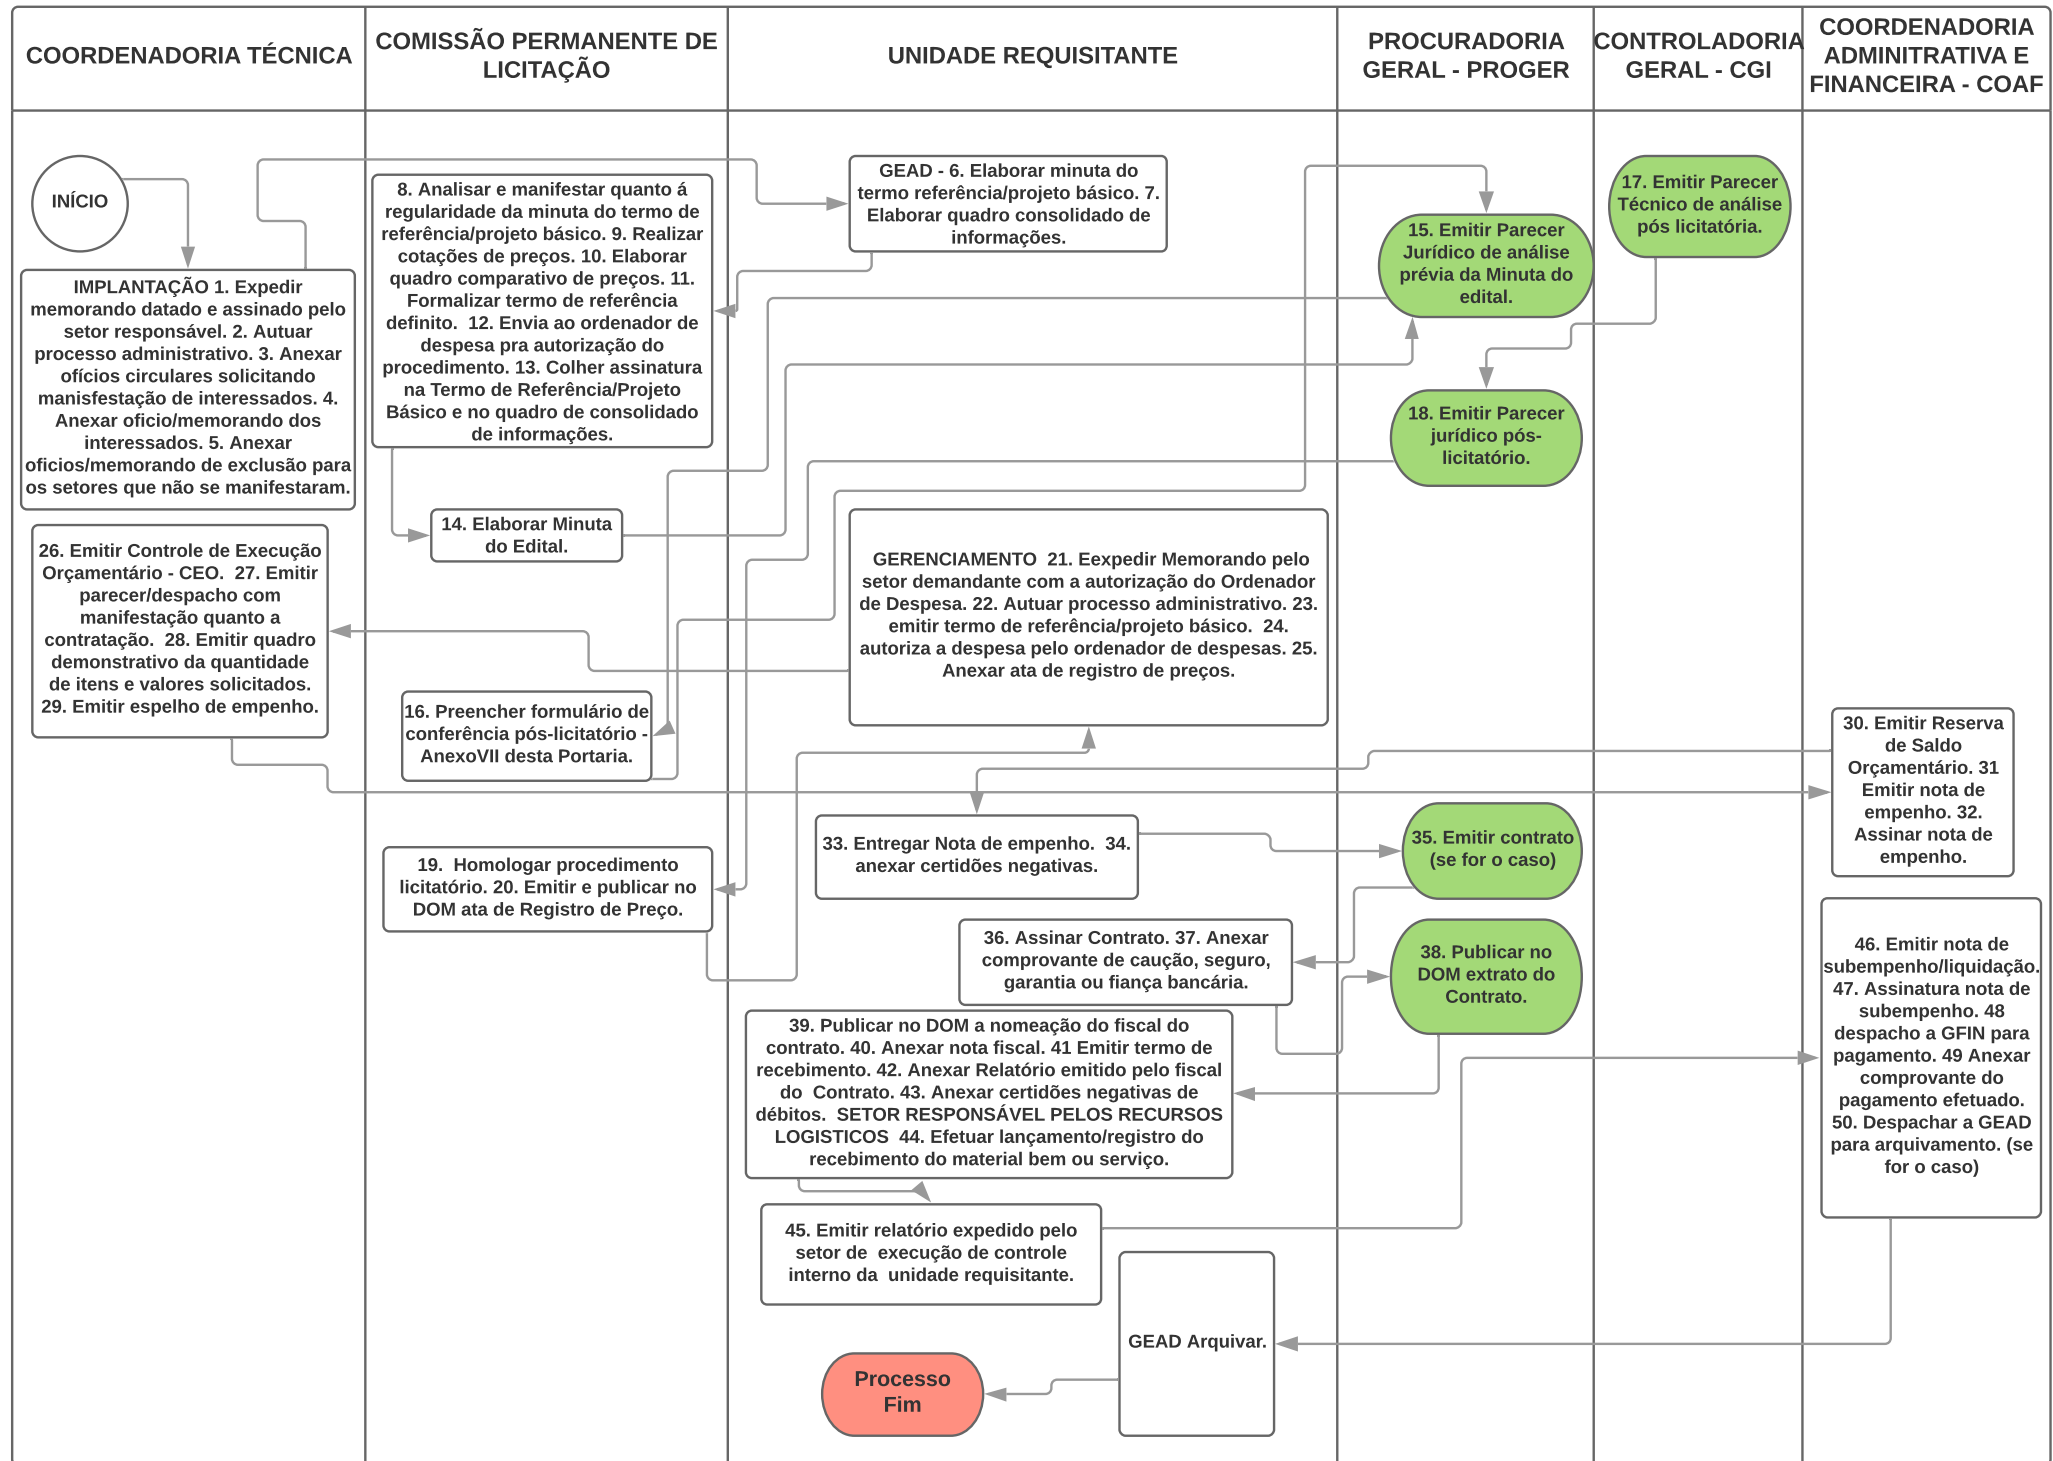 COORDENADORIA TÉCNICA
COMISSÃO PERMANENTE DE
LICITAÇÃO
UNIDADE REQUISITANTE
PROCURADORIA
GERAL - PROGER
CONTROLADORIA
GERAL - CGI
COORDENADORIA
ADMINITRATIVA E
FINANCEIRA - COAF
INÍCIO
IMPLANTAÇÃO 1. Expedir
memorando datado e assinado pelo
setor responsável. 2. Autuar
processo administrativo. 3. Anexar
ofícios circulares solicitando
manisfestação de interessados. 4.
Anexar oficio/memorando dos
interessados. 5. Anexar
oficios/memorando de exclusão para
os setores que não se manifestaram.
26. Emitir Controle de Execução
Orçamentário - CEO.  27. Emitir
parecer/despacho com
manifestação quanto a
contratação.  28. Emitir quadro
demonstrativo da quantidade
de itens e valores solicitados.
29. Emitir espelho de empenho.
8. Analisar e manifestar quanto á
regularidade da minuta do termo de
referência/projeto básico. 9. Realizar
cotações de preços. 10. Elaborar
quadro comparativo de preços. 11.
Formalizar termo de referência
definito.  12. Envia ao ordenador de
despesa pra autorização do
procedimento. 13. Colher assinatura
na Termo de Referência/Projeto
Básico e no quadro de consolidado
de informações.
14. Elaborar Minuta
do Edital.
16. Preencher formulário de
conferência pós-licitatório -
AnexoVII desta Portaria.
19.  Homologar procedimento
licitatório. 20. Emitir e publicar no
DOM ata de Registro de Preço.
GEAD - 6. Elaborar minuta do
termo referência/projeto básico. 7.
Elaborar quadro consolidado de
informações.
GERENCIAMENTO  21. Eexpedir Memorando pelo
setor demandante com a autorização do Ordenador
de Despesa. 22. Autuar processo administrativo. 23.
emitir termo de referência/projeto básico.  24.
autoriza a despesa pelo ordenador de despesas. 25.
Anexar ata de registro de preços.
33. Entregar Nota de empenho.  34.
anexar certidões negativas.
36. Assinar Contrato. 37. Anexar
comprovante de caução, seguro,
garantia ou fiança bancária.
39. Publicar no DOM a nomeação do fiscal do
contrato. 40. Anexar nota fiscal. 41 Emitir termo de
recebimento. 42. Anexar Relatório emitido pelo fiscal
do  Contrato. 43. Anexar certidões negativas de
débitos.  SETOR RESPONSÁVEL PELOS RECURSOS
LOGISTICOS  44. Efetuar lançamento/registro do
recebimento do material bem ou serviço.
45. Emitir relatório expedido pelo
setor de  execução de controle
interno da  unidade requisitante.
GEAD Arquivar.
Processo
Fim
15. Emitir Parecer
Jurídico de análise
prévia da Minuta do
edital.
18. Emitir Parecer
jurídico pós-
licitatório.
35. Emitir contrato
(se for o caso)
38. Publicar no
DOM extrato do
Contrato.
17. Emitir Parecer
Técnico de análise
pós licitatória.
30. Emitir Reserva
de Saldo
Orçamentário. 31
Emitir nota de
empenho. 32.
Assinar nota de
empenho.
46. Emitir nota de
subempenho/liquidação.
47. Assinatura nota de
subempenho. 48
despacho a GFIN para
pagamento. 49 Anexar
comprovante do
pagamento efetuado.
50. Despachar a GEAD
para arquivamento. (se
for o caso)